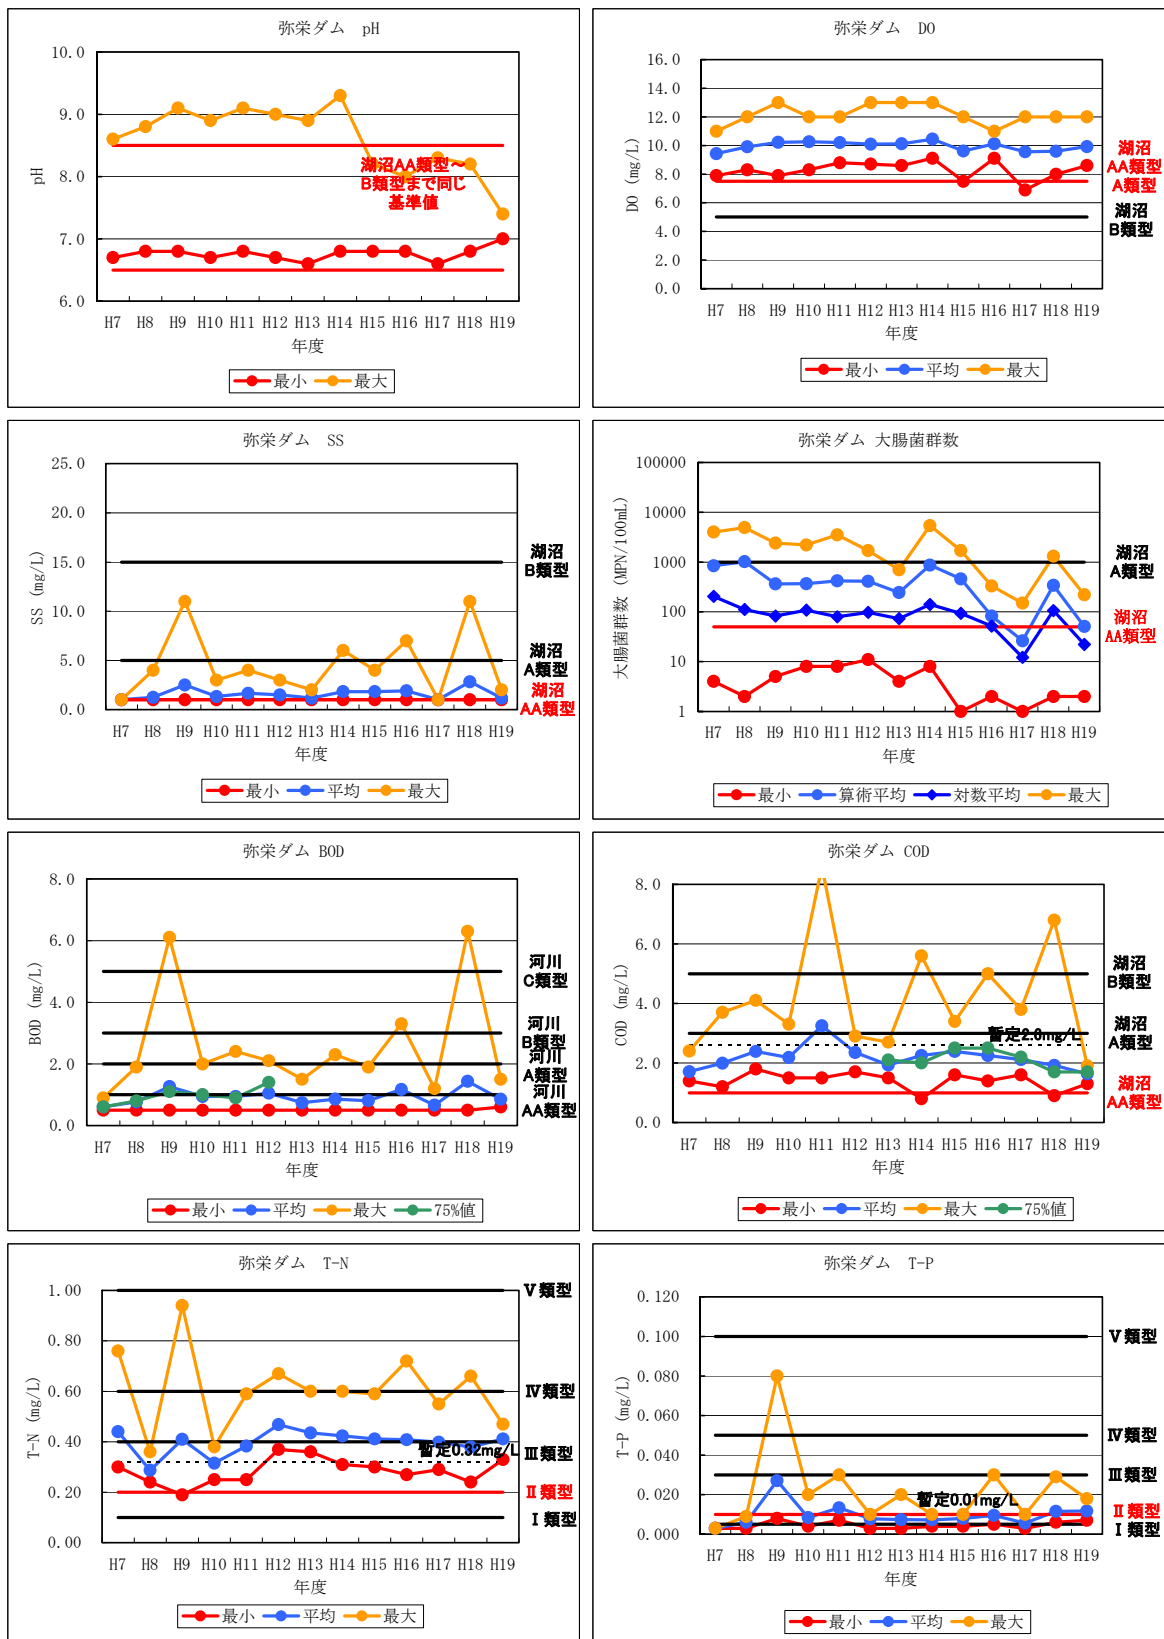 弥栄ダム　pH
10.0
9.0
8.0
7.0
6.0
pH
湖沼AA類型～
B類型まで同じ
基準値
H7 H8 H9 H10 H11 H12 H13 H14 H15 H16 H17 H18 H19
年度
最小 最大
弥栄ダム　DO
16.0
14.0
12.0
10.0
8.0
6.0
4.0
2.0
0.0
DO (mg/L)
湖沼
AA類型
A類型
湖沼
B類型
H7 H8 H9 H10 H11 H12 H13 H14 H15 H16 H17 H18 H19
年度
最小 平均 最大
弥栄ダム　SS
25.0
20.0
15.0
10.0
5.0
0.0
SS (mg/L)
湖沼
B類型
湖沼
A類型
湖沼
AA類型
H7 H8 H9 H10 H11 H12 H13 H14 H15 H16 H17 H18 H19
年度
最小 平均 最大
弥栄ダム 大腸菌群数
100000
10000
1000
100
10
1
大腸菌群数 (MPN/100mL)
湖沼
A類型
湖沼
AA類型
H7 H8 H9 H10 H11 H12 H13 H14 H15 H16 H17 H18 H19
年度
最小 算術平均 対数平均 最大
弥栄ダム BOD
8.0
6.0
4.0
2.0
0.0
BOD (mg/L)
河川
C類型
河川
B類型
河川
A類型
河川
AA類型
H7 H8 H9 H10 H11 H12 H13 H14 H15 H16 H17 H18 H19
年度
最小 平均 最大 75%値
弥栄ダム COD
8.0
6.0
4.0
2.0
0.0
COD (mg/L)
湖沼
B類型
暫定2.6mg/L
湖沼
A類型
湖沼
AA類型
H7 H8 H9 H10 H11 H12 H13 H14 H15 H16 H17 H18 H19
年度
最小 平均 最大 75%値
弥栄ダム　T-N
1.00
0.80
0.60
0.40
0.20
0.00
T-N (mg/L)
Ⅴ類型
Ⅳ類型
暫定0.32mg/L
Ⅲ類型
Ⅱ類型
Ⅰ類型
H7 H8 H9 H10 H11 H12 H13 H14 H15 H16 H17 H18 H19
年度
最小 平均 最大
弥栄ダム　T-P
0.120
0.100
0.080
0.060
0.040
0.020
0.000
T-P (mg/L)
Ⅴ類型
Ⅳ類型
Ⅲ類型
暫定0.01mg/L
Ⅱ類型
Ⅰ類型
H7 H8 H9 H10 H11 H12 H13 H14 H15 H16 H17 H18 H19
年度
最小 平均 最大